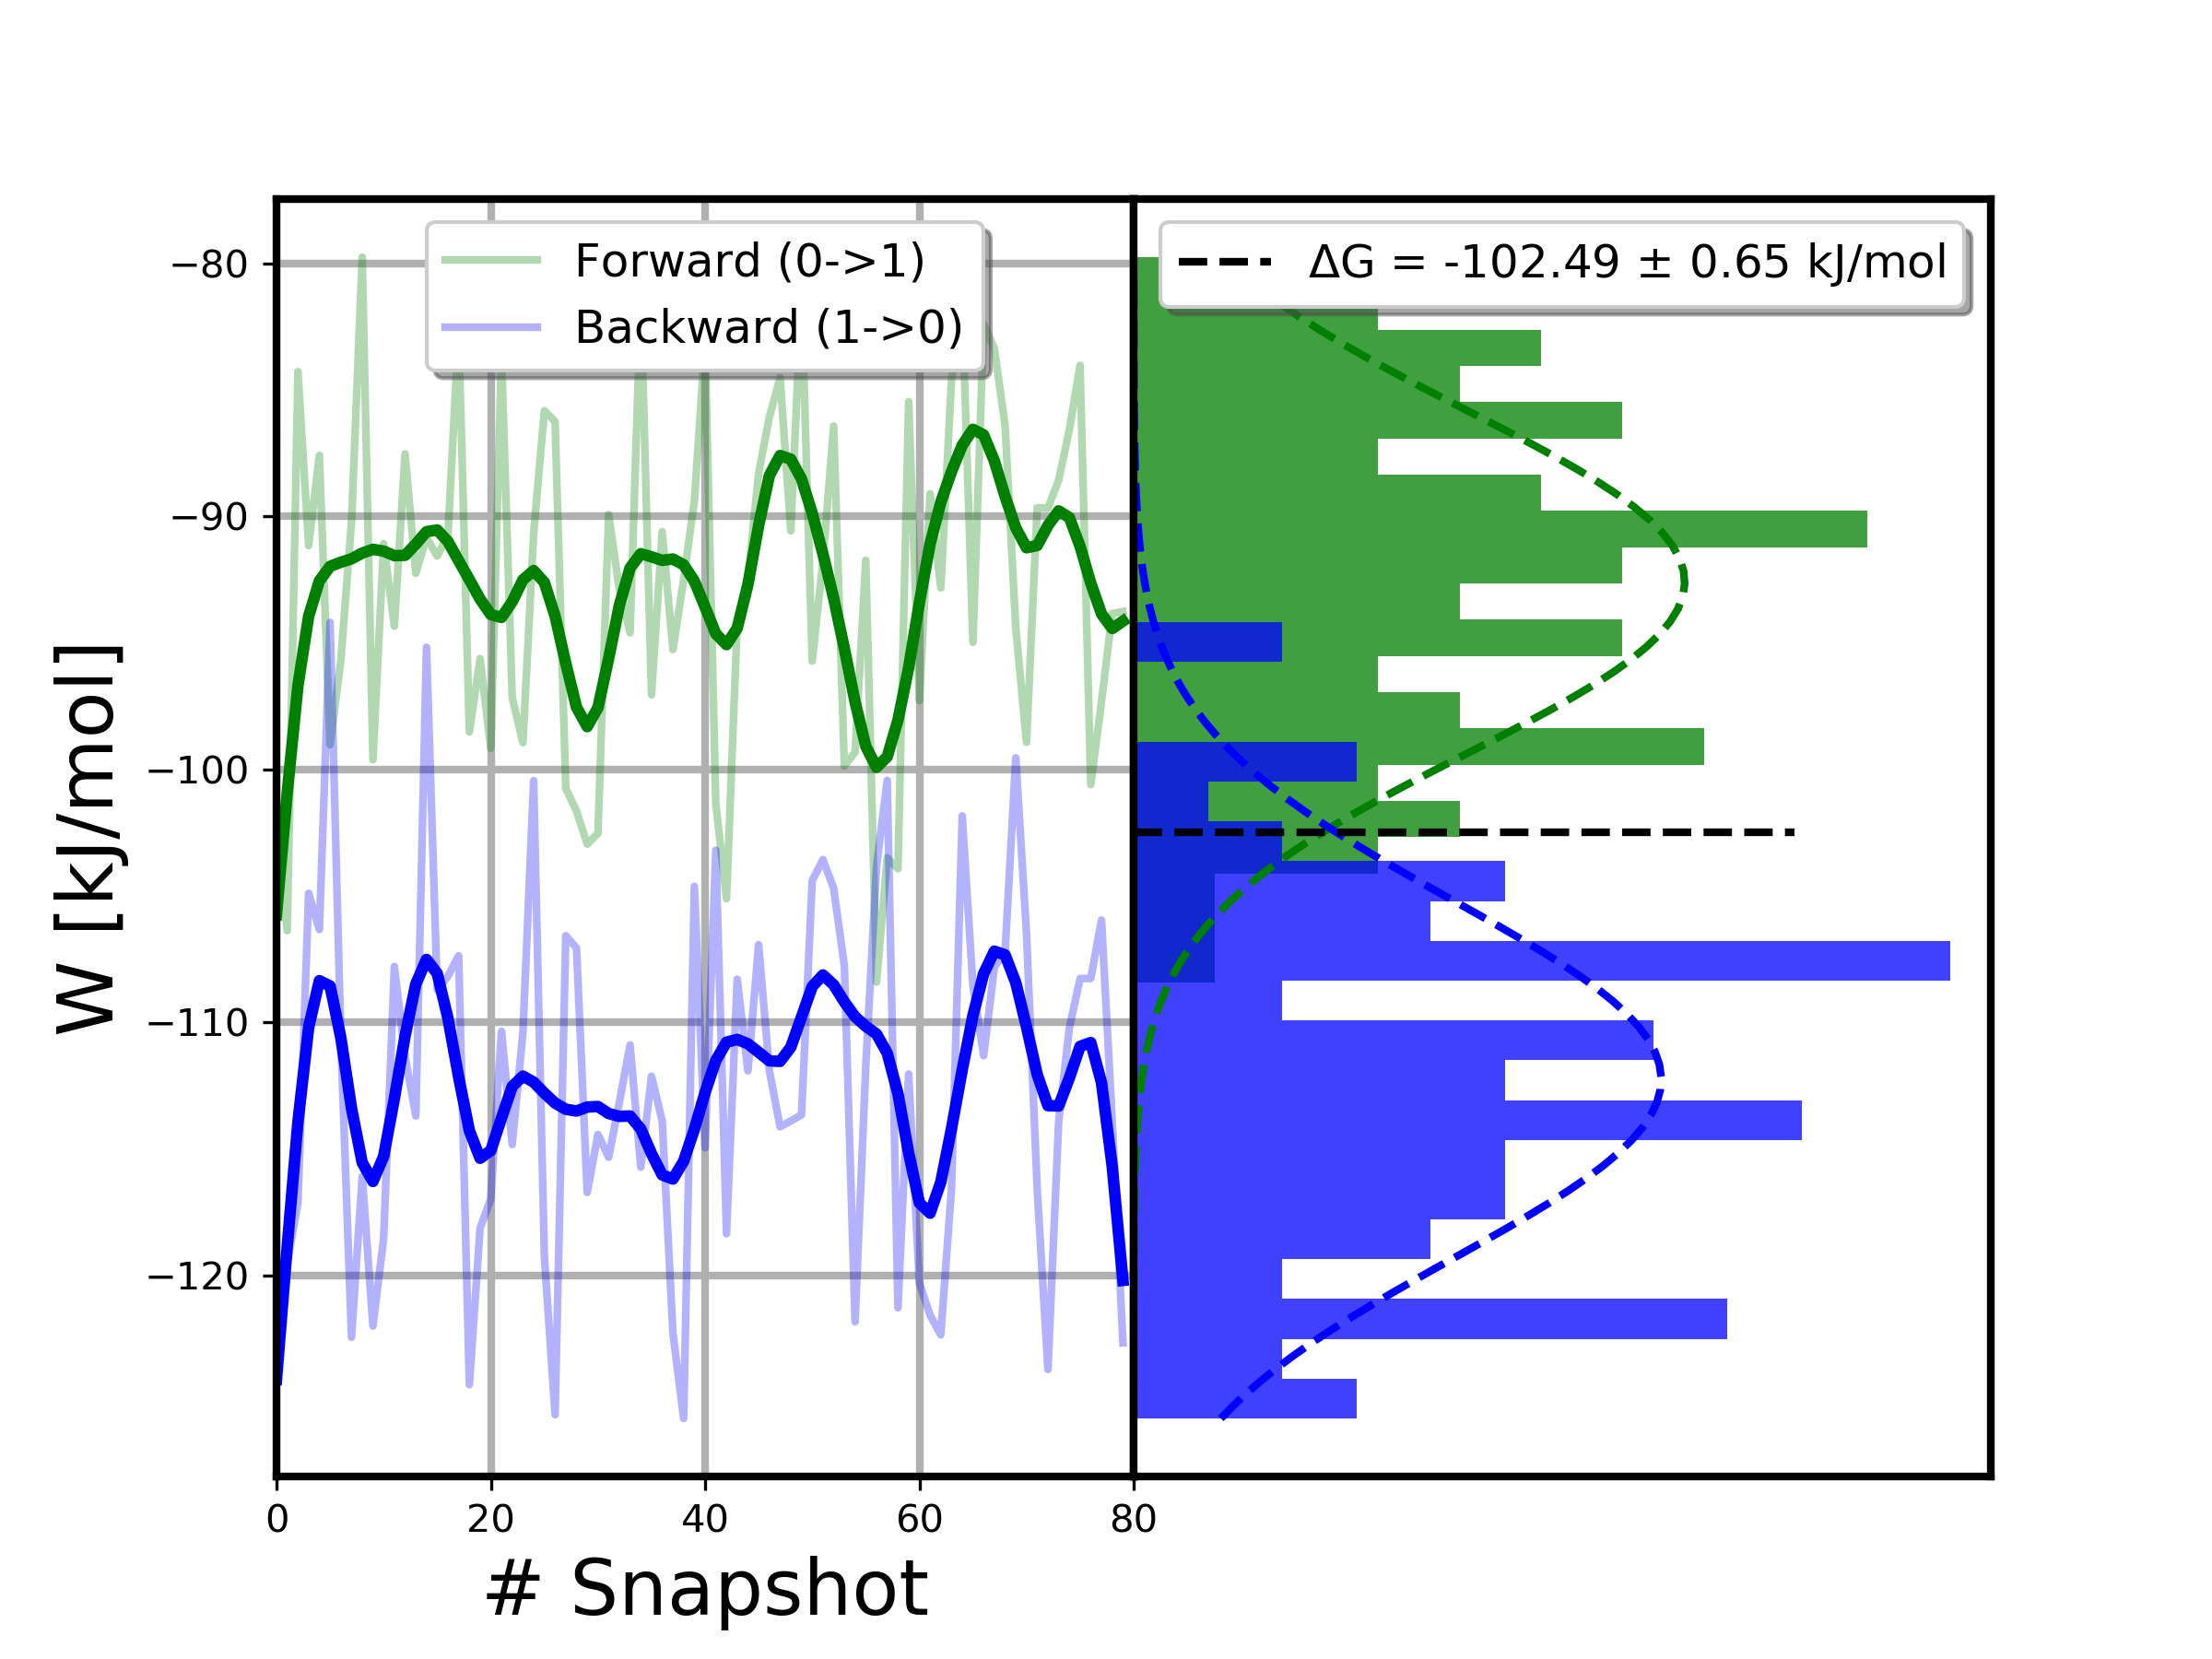 Forward (0->1)
Backward (1->0)
ΔG = -102.49 ± 0.65 kJ/mol
W [kJ/mol]
−80
−90
−100
−110
−120
0 20 40 60 80
# Snapshot